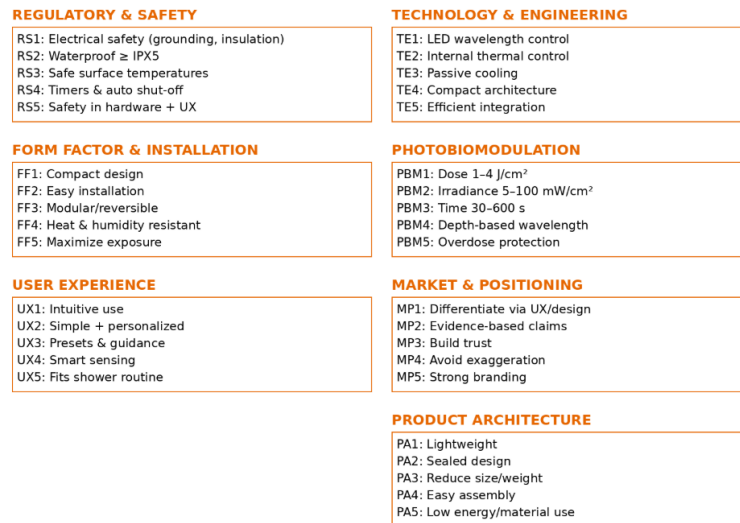 REGULATORY & SAFETY
RS1: Electrical safety (grounding, insulation)
RS2: Waterproof ≥ IPX5
RS3: Safe surface temperatures
RS4: Timers & auto shut-off
RS5: Safety in hardware + UX
FORM FACTOR & INSTALLATION
FF1: Compact design
FF2: Easy installation
FF3: Modular/reversible
FF4: Heat & humidity resistant
FF5: Maximize exposure
USER EXPERIENCE
UX1: Intuitive use
UX2: Simple + personalized
UX3: Presets & guidance
UX4: Smart sensing
UX5: Fits shower routine
TECHNOLOGY & ENGINEERING
TE1: LED wavelength control
TE2: Internal thermal control
TE3: Passive cooling
TE4: Compact architecture
TE5: Efficient integration
PHOTOBIOMODULATION
PBM1: Dose 1–4 J/cm²
PBM2: Irradiance 5–100 mW/cm²
PBM3: Time 30–600 s
PBM4: Depth-based wavelength
PBM5: Overdose protection
MARKET & POSITIONING
MP1: Differentiate via UX/design
MP2: Evidence-based claims
MP3: Build trust
MP4: Avoid exaggeration
MP5: Strong branding
PRODUCT ARCHITECTURE
PA1: Lightweight
PA2: Sealed design
PA3: Reduce size/weight
PA4: Easy assembly
PA5: Low energy/material use